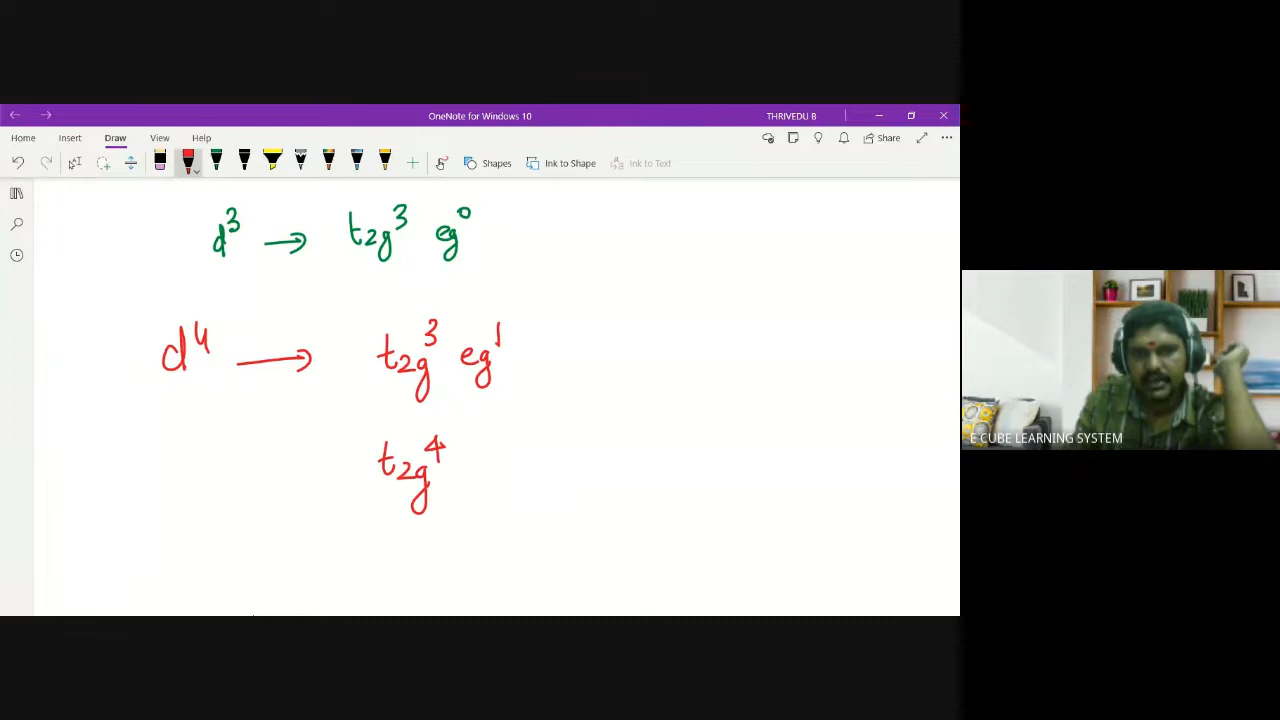 OneNote for Windows 10
THRIVEDU B
Home Insert Draw View Help
Share
Shapes Ink to Shape Ink to Text
d³ → t₂g³ eg⁰
d⁴ → t₂g³ eg¹
t₂g⁴
E CUBE LEARNING SYSTEM